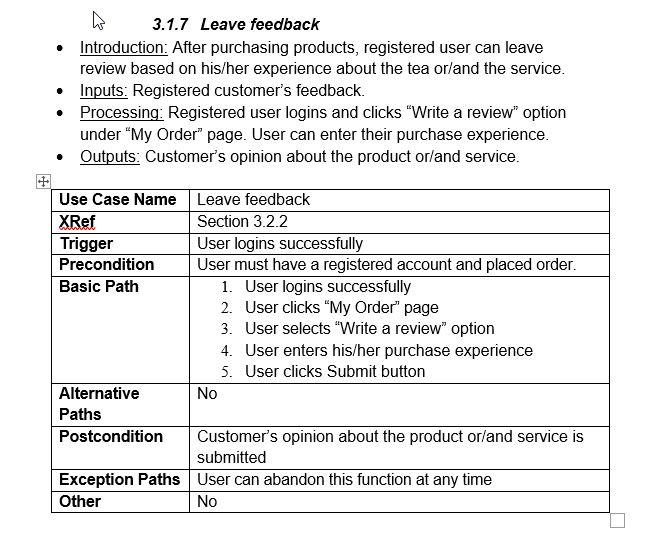 3.1.7 Leave feedback
• Introduction: After purchasing products, registered user can leave
review based on his/her experience about the tea or/and the service.
• Inputs: Registered customer's feedback.
• Processing: Registered user logins and clicks “Write a review” option
under “My Order” page. User can enter their purchase experience.
• Outputs: Customer's opinion about the product or/and service.
Use Case Name Leave feedback
XRef Section 3.2.2
Trigger User logins successfully
Precondition User must have a registered account and placed order.
Basic Path 1. User logins successfully
2. User clicks “My Order” page
3. User selects “Write a review” option
4. User enters his/her purchase experience
5. User clicks Submit button
Alternative No
Paths
Postcondition Customer's opinion about the product or/and service is
submitted
Exception Paths User can abandon this function at any time
Other No